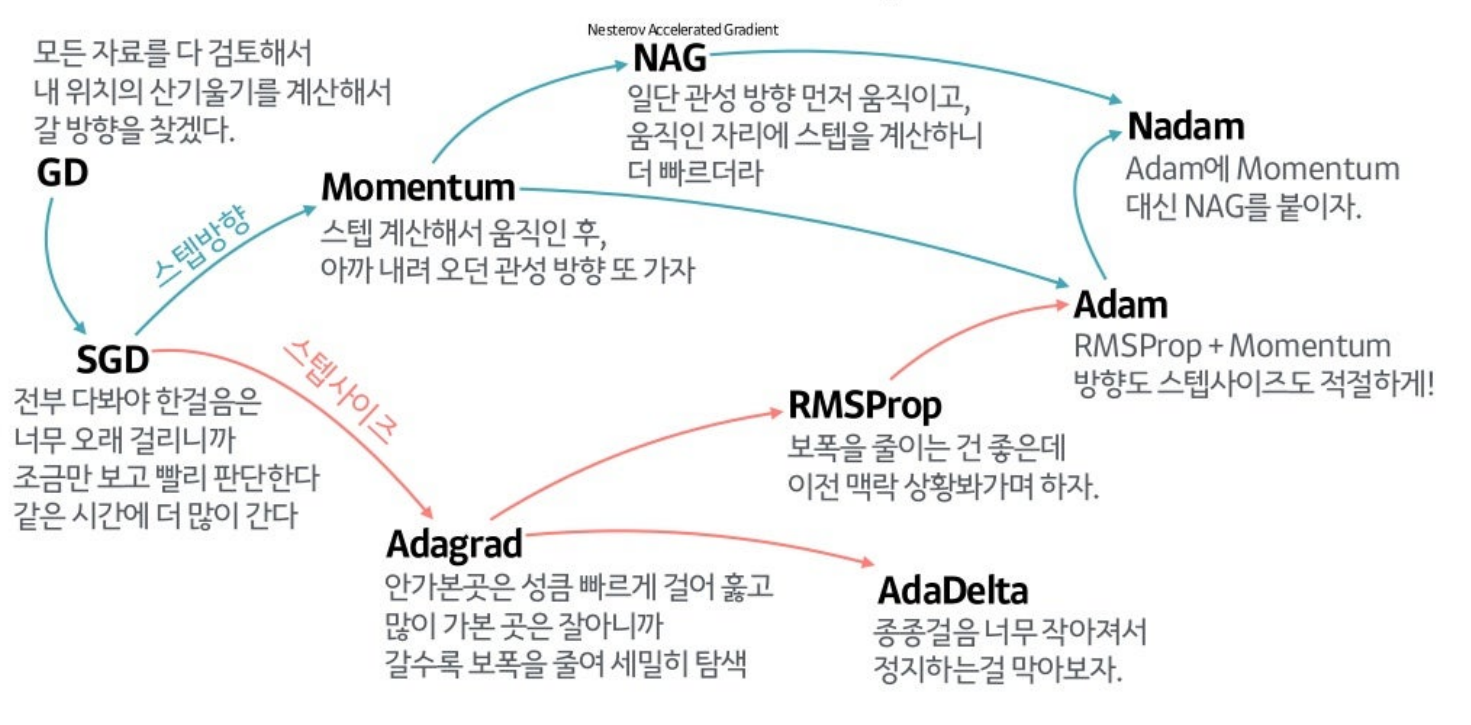 모든 자료를 다 검토해서
내 위치의 산기울기를 계산해서
갈 방향을 찾겠다.
GD
스텝방향
SGD
전부 다봐야 한걸음은
너무 오래 걸리니까
조금만 보고 빨리 판단한다
같은 시간에 더 많이 간다
Momentum
스텝 계산해서 움직인 후,
아까 내려 오던 관성 방향 또 가자
Nesterov Accelerated Gradient
NAG
일단 관성 방향 먼저 움직이고,
움직인 자리에 스텝을 계산하니
더 빠르더라
Nadam
Adam에 Momentum
대신 NAG를 붙이자.
Adam
RMSProp + Momentum
방향도 스텝사이즈도 적절하게!
스텝사이즈
RMSProp
보폭을 줄이는 건 좋은데
이전 맥락 상황봐가며 하자.
Adagrad
안가본곳은 성큼 빠르게 걸어 훓고
많이 가본 곳은 잘아니까
갈수록 보폭을 줄여 세밀히 탐색
AdaDelta
종종걸음 너무 작아져서
정지하는걸 막아보자.